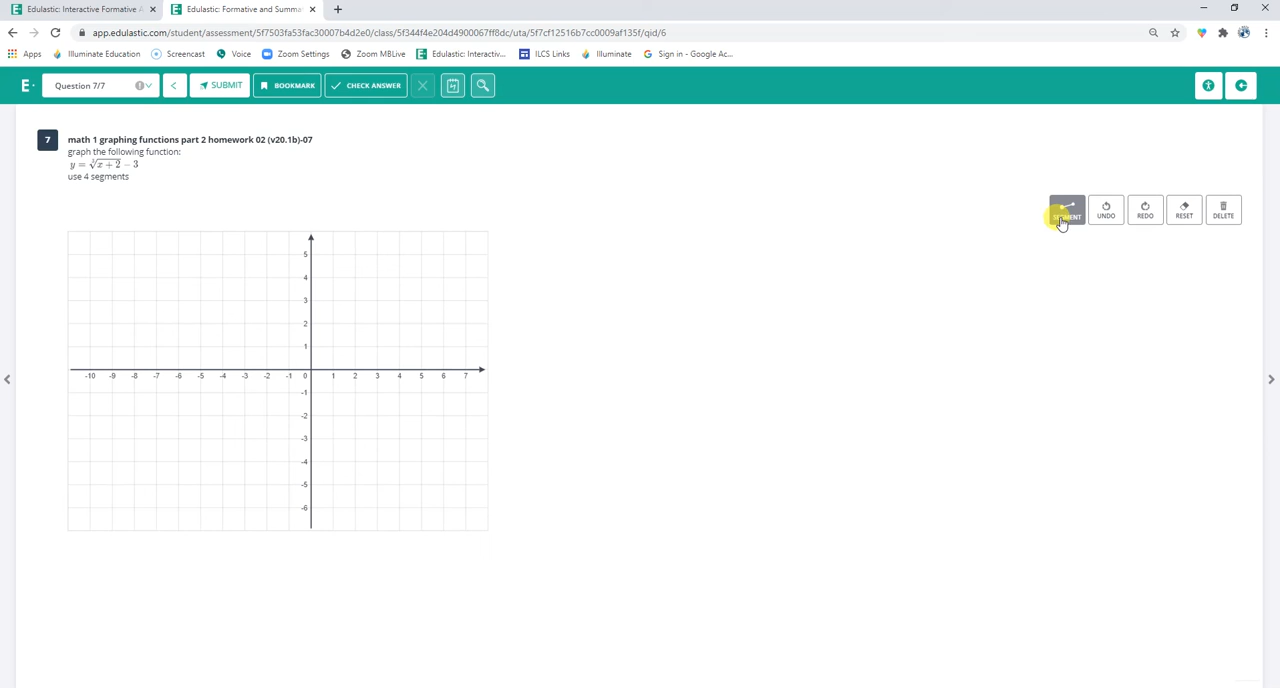 Edulastic: Interactive Formative A
Edulastic: Formative and Summa
app.edulastic.com/student/assessment/5f7503fa53fac30007b4d2e0/class/5f344f4e204d4900067ff8dc/uta/5f7cf12516b7cc0009af135f/qid/6
Apps Illuminate Education Screencast Voice Zoom Settings Zoom MBLive Edulastic: Interactiv... ILCS Links Illuminate Sign in - Google Ac...
E Question 7/7 SUBMIT BOOKMARK CHECK ANSWER
7 math 1 graphing functions part 2 homework 02 (v20.1b)-07
graph the following function:
y = ∛x + 2 − 3
use 4 segments
SEGMENT UNDO REDO RESET DELETE
5
4
3
2
1
-10 -9 -8 -7 -6 -5 -4 -3 -2 -1 0 1 2 3 4 5 6 7
-1
-2
-3
-4
-5
-6